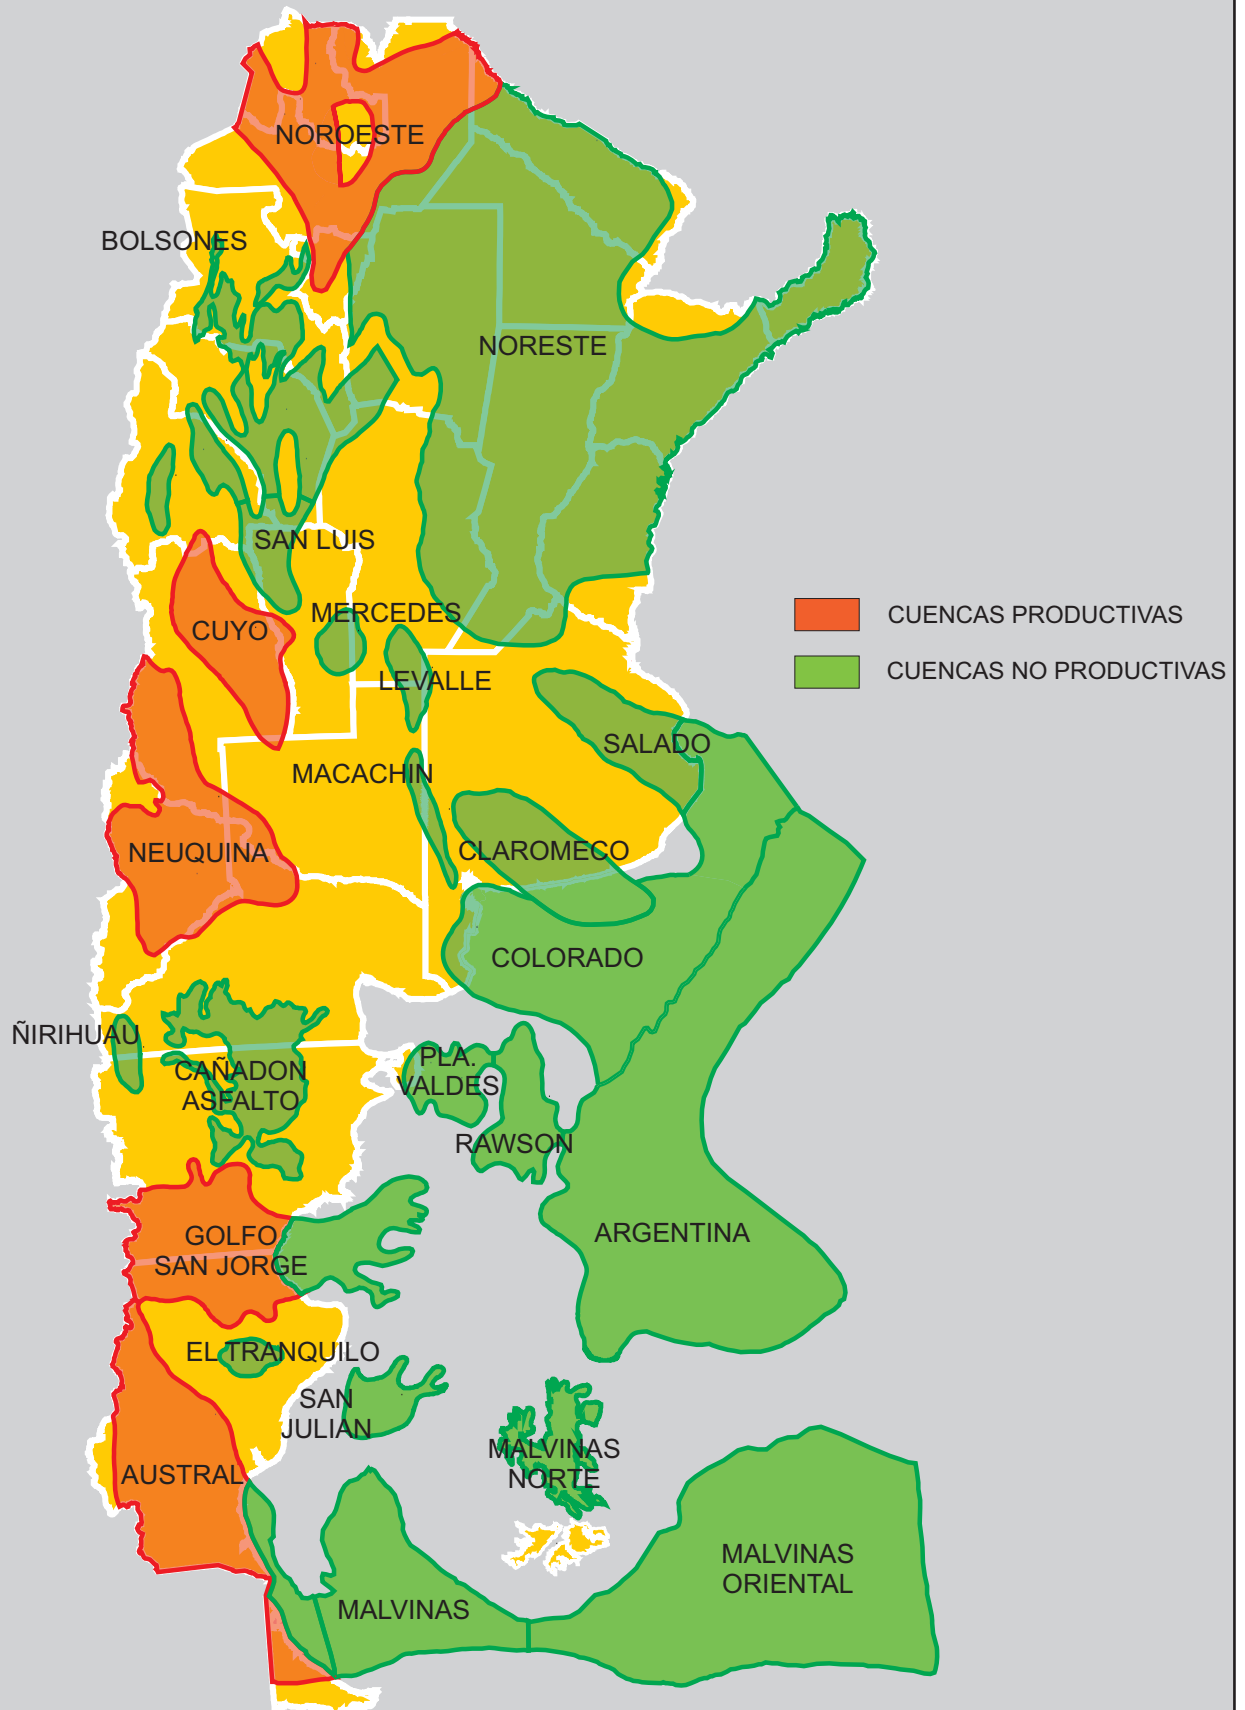 NOROESTE
BOLSONES
NORESTE
SAN LUIS
MERCEDES
CUYO
LEVALLE
CUENCAS PRODUCTIVAS
CUENCAS NO PRODUCTIVAS
SALADO
MACACHIN
NEUQUINA
CLAROMECO
COLORADO
ÑIRIHUAU
CAÑADON
ASFALTO
PLA.
VALDES
RAWSON
GOLFO
SAN JORGE
ARGENTINA
EL TRANQUILO
SAN
JULIAN
AUSTRAL
MALVINAS
NORTE
MALVINAS
ORIENTAL
MALVINAS